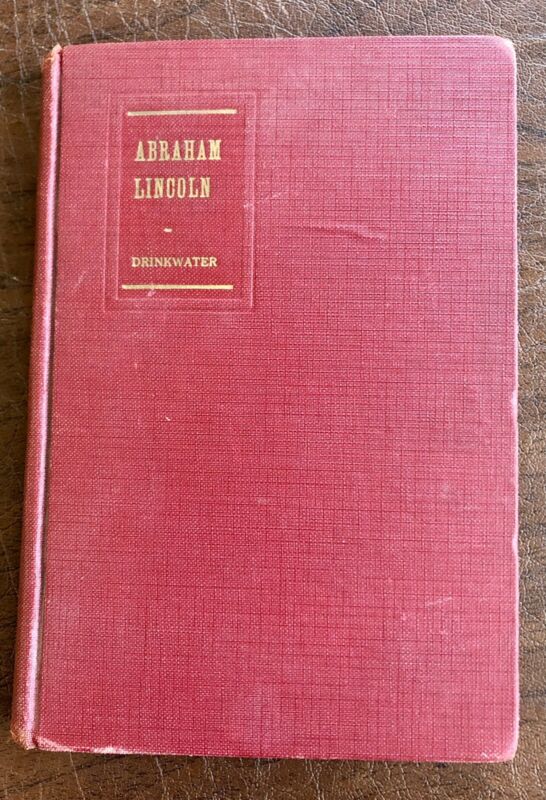 ABRAHAM
LINCOLN
-
DRINKWATER